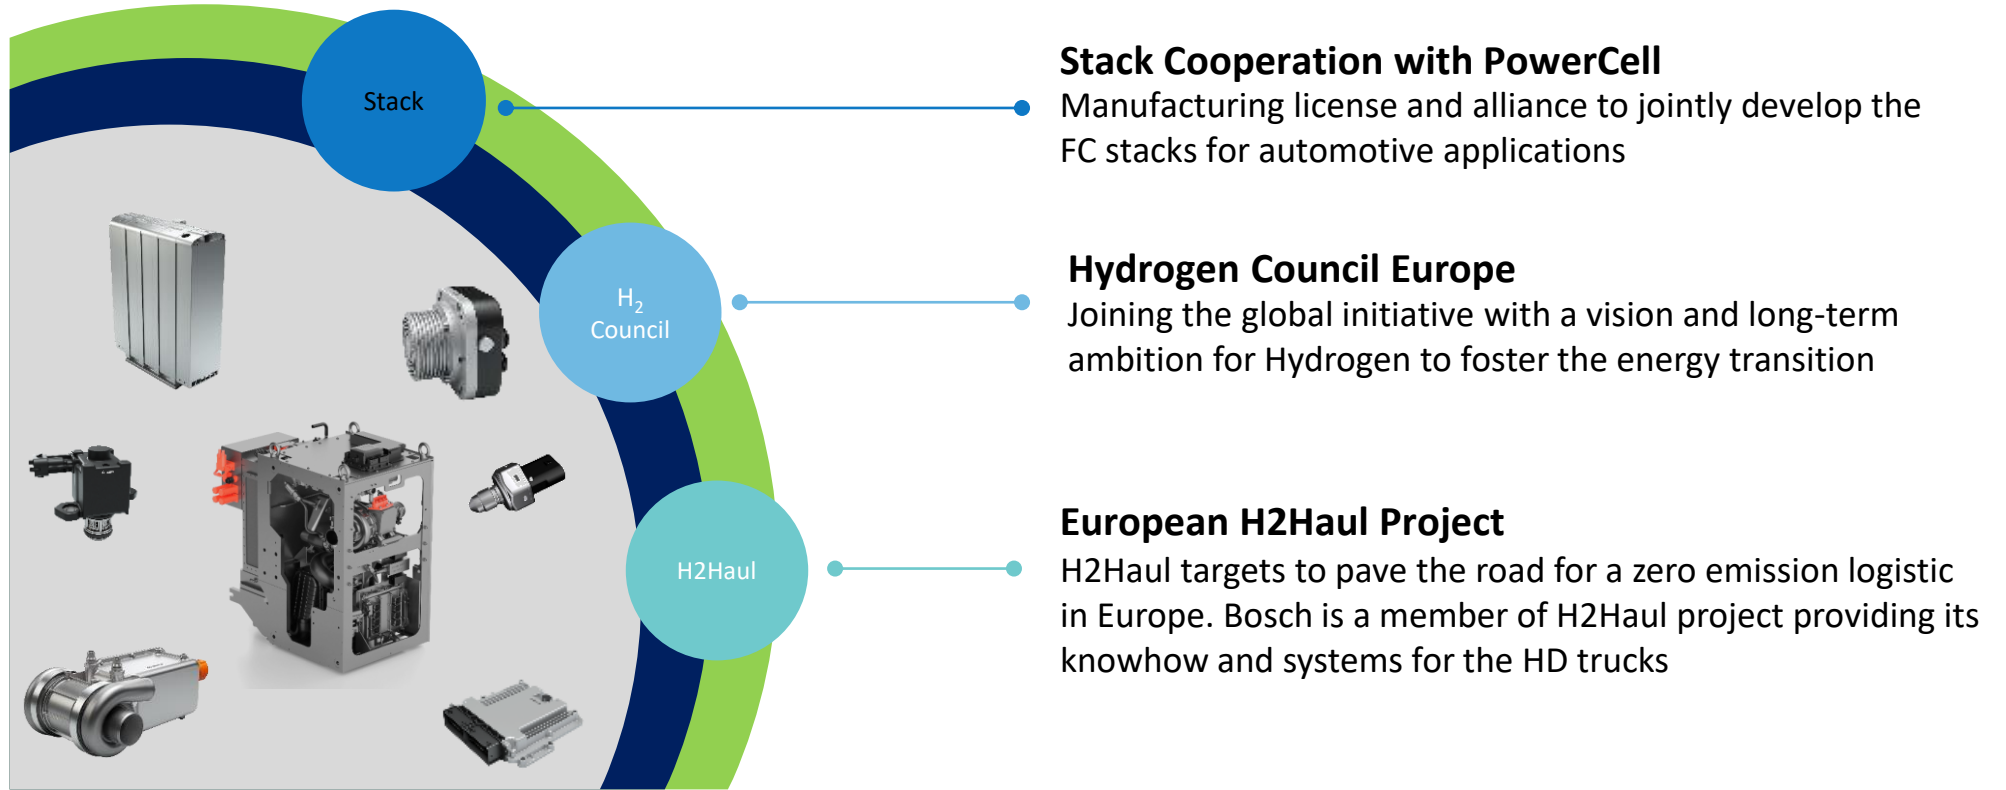 Stack
Stack Cooperation with PowerCell
Manufacturing license and alliance to jointly develop the
FC stacks for automotive applications
H₂
Council
Hydrogen Council Europe
Joining the global initiative with a vision and long-term
ambition for Hydrogen to foster the energy transition
H2Haul
European H2Haul Project
H2Haul targets to pave the road for a zero emission logistic
in Europe. Bosch is a member of H2Haul project providing its
knowhow and systems for the HD trucks